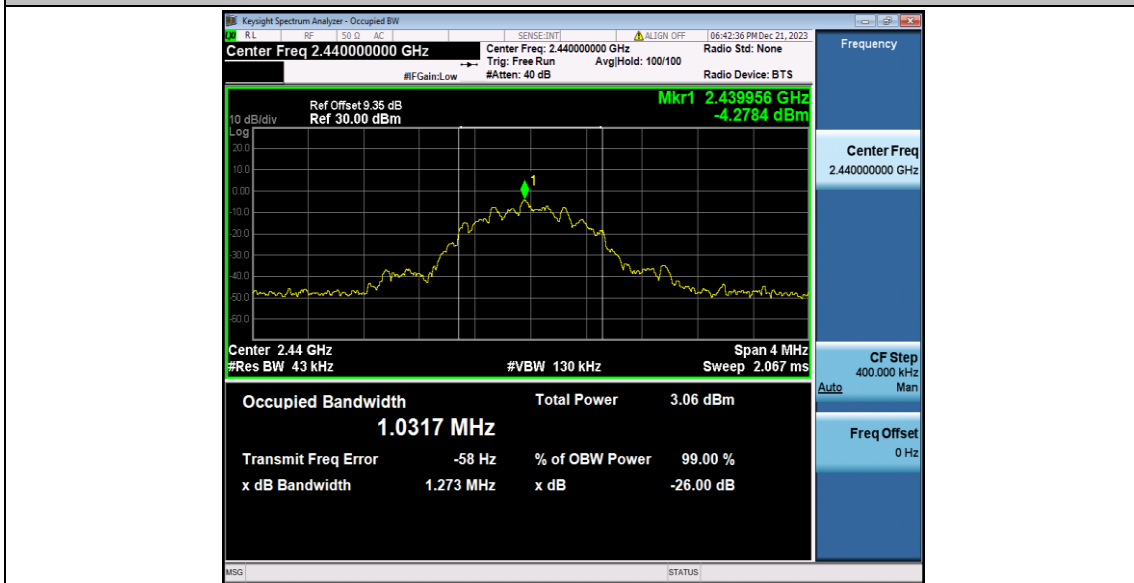 Keysight Spectrum Analyzer - Occupied BW
RL RF 50 Ω AC SENSE:INT ALIGN OFF 06:42:36 PM Dec 21, 2023
Center Freq 2.440000000 GHz Center Freq: 2.440000000 GHz Radio Std: None
Trig: Free Run Avg|Hold: 100/100
#IFGain:Low #Atten: 40 dB Radio Device: BTS
Frequency
Mkr1 2.439956 GHz
-4.2784 dBm
Ref Offset 9.35 dB
10 dB/div Ref 30.00 dBm
Log
20.0
10.0
0.00
-10.0
-20.0
-30.0
-40.0
-50.0
-60.0
1
Center 2.44 GHz Span 4 MHz
#Res BW 43 kHz #VBW 130 kHz Sweep 2.067 ms
Occupied Bandwidth Total Power 3.06 dBm
1.0317 MHz
Transmit Freq Error -58 Hz % of OBW Power 99.00 %
x dB Bandwidth 1.273 MHz x dB -26.00 dB
Center Freq
2.440000000 GHz
CF Step
400.000 kHz
Auto Man
Freq Offset
0 Hz
MSG STATUS